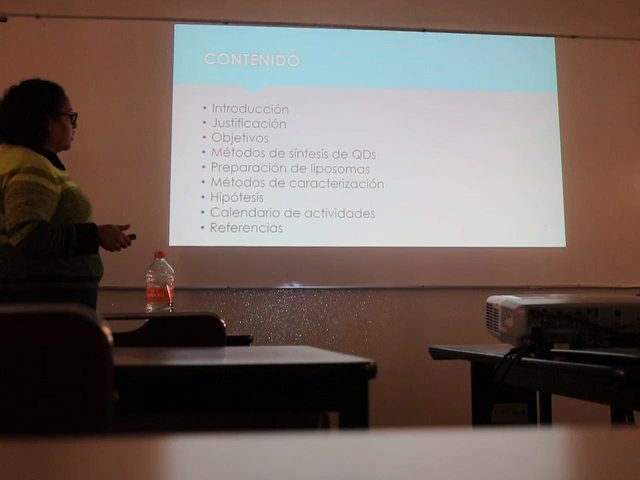 CONTENIDO
• Introducción
• Justificación
• Objetivos
• Métodos de síntesis de QDs
• Preparación de liposomas
• Métodos de caracterización
• Hipótesis
• Calendario de actividades
• Referencias